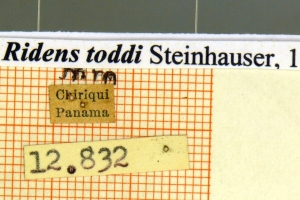 Ridens toddi Steinhauser, 1
Chiriqui
Panama
12.832